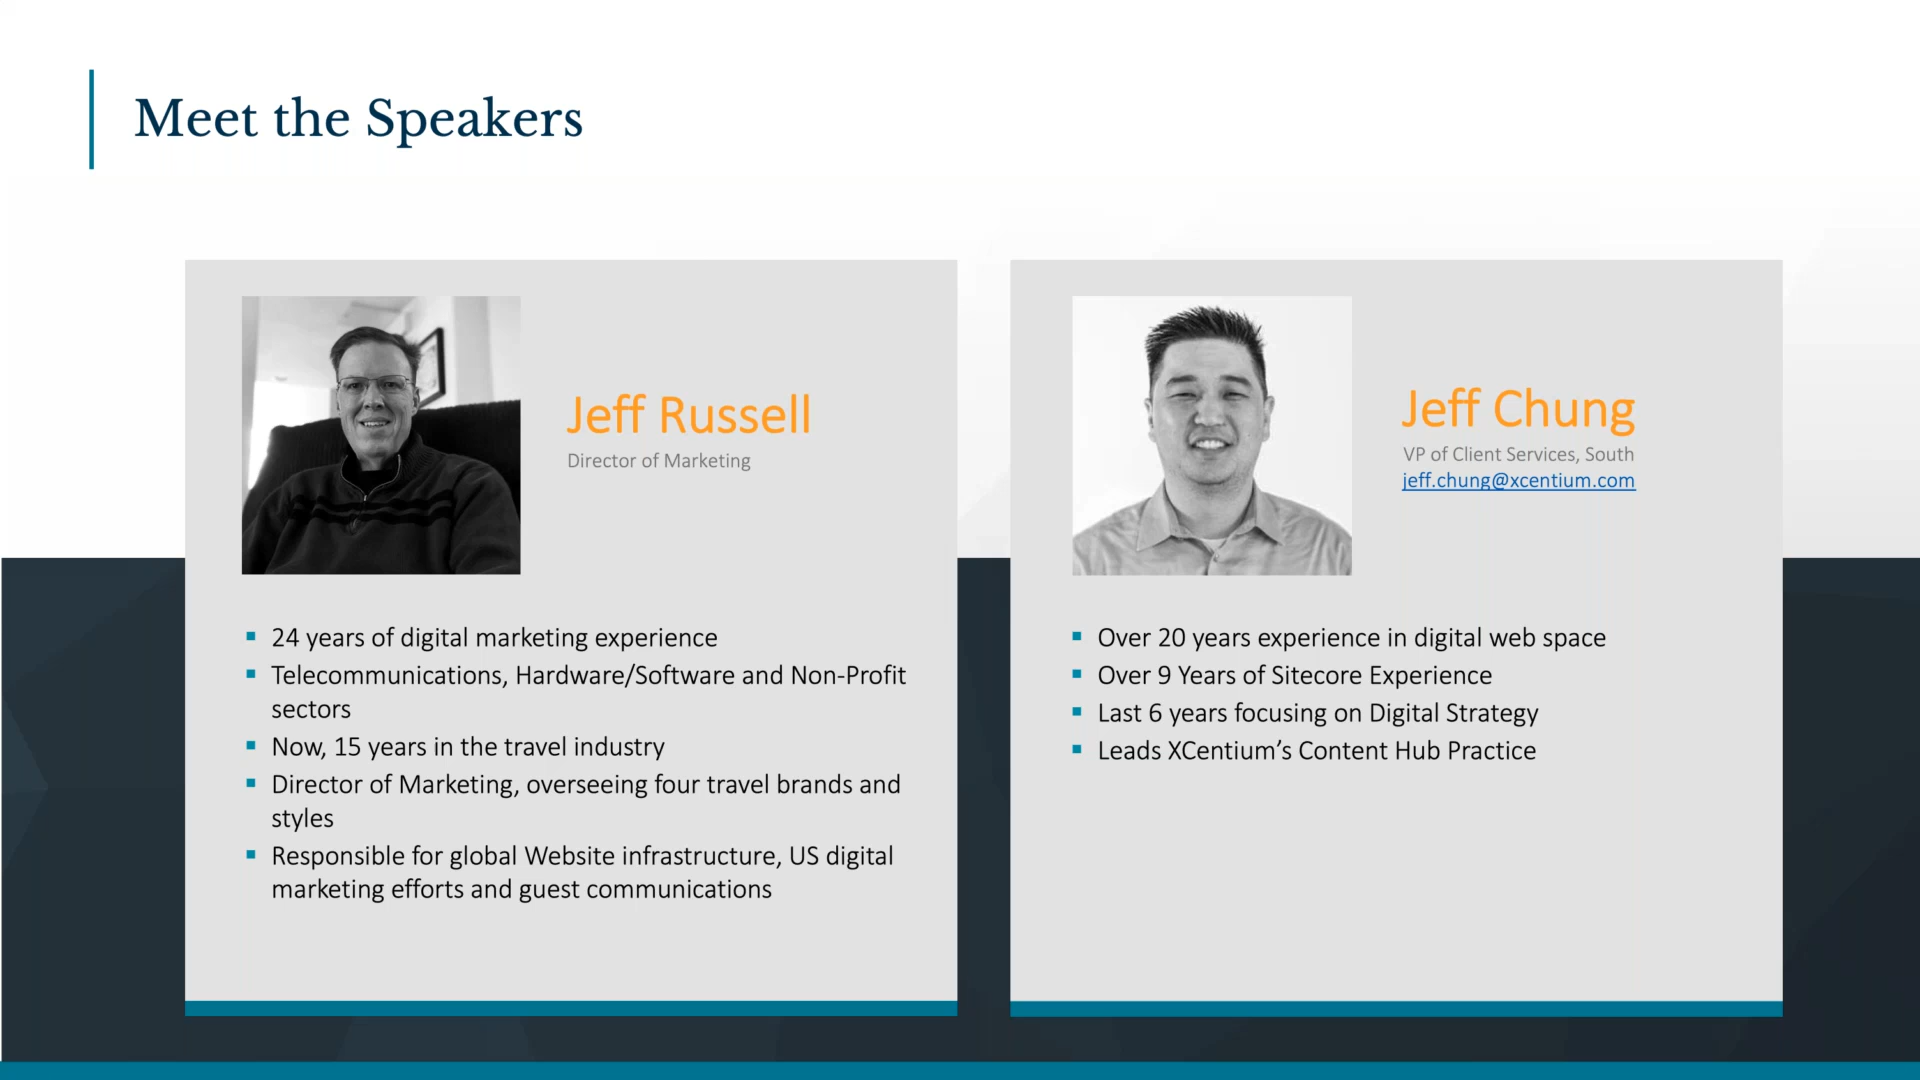 Meet the Speakers
Jeff Russell
Director of Marketing
24 years of digital marketing experience
Telecommunications, Hardware/Software and Non-Profit
sectors
Now, 15 years in the travel industry
Director of Marketing, overseeing four travel brands and
styles
Responsible for global Website infrastructure, US digital
marketing efforts and guest communications
Jeff Chung
VP of Client Services, South
jeff.chung@xcentium.com
Over 20 years experience in digital web space
Over 9 Years of Sitecore Experience
Last 6 years focusing on Digital Strategy
Leads XCentium’s Content Hub Practice